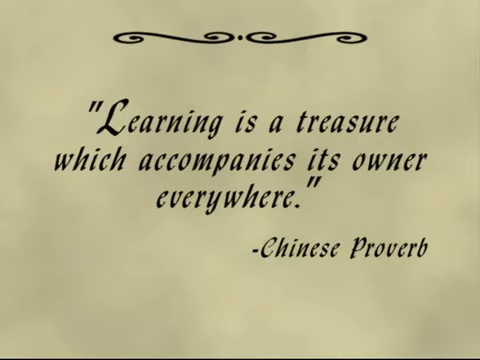 "Learning is a treasure
which accompanies its owner
everywhere."
-Chinese Proverb